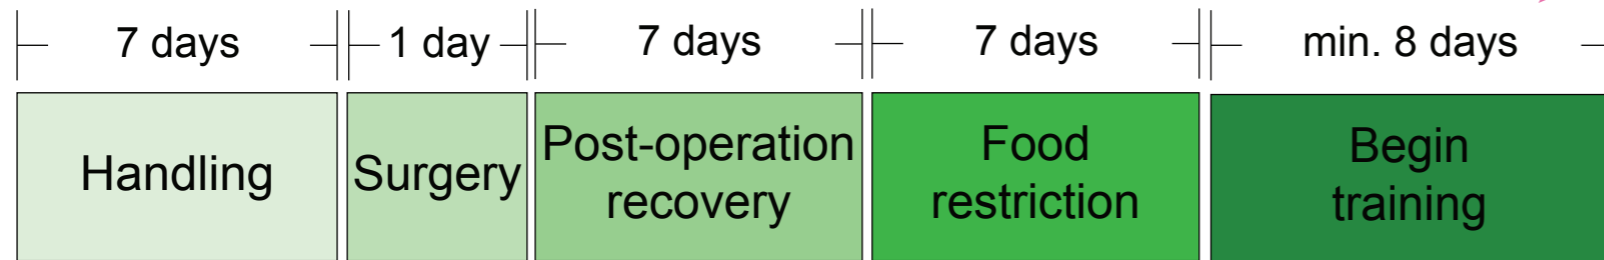 7 days 1 day 7 days 7 days min. 8 days
Handling Surgery Post-operation recovery Food restriction Begin training